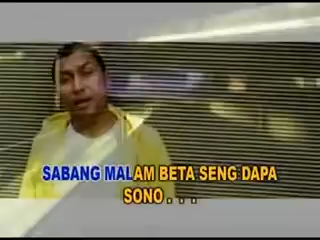 SABANG MALAM BETA SENG DAPA
SONO . . .